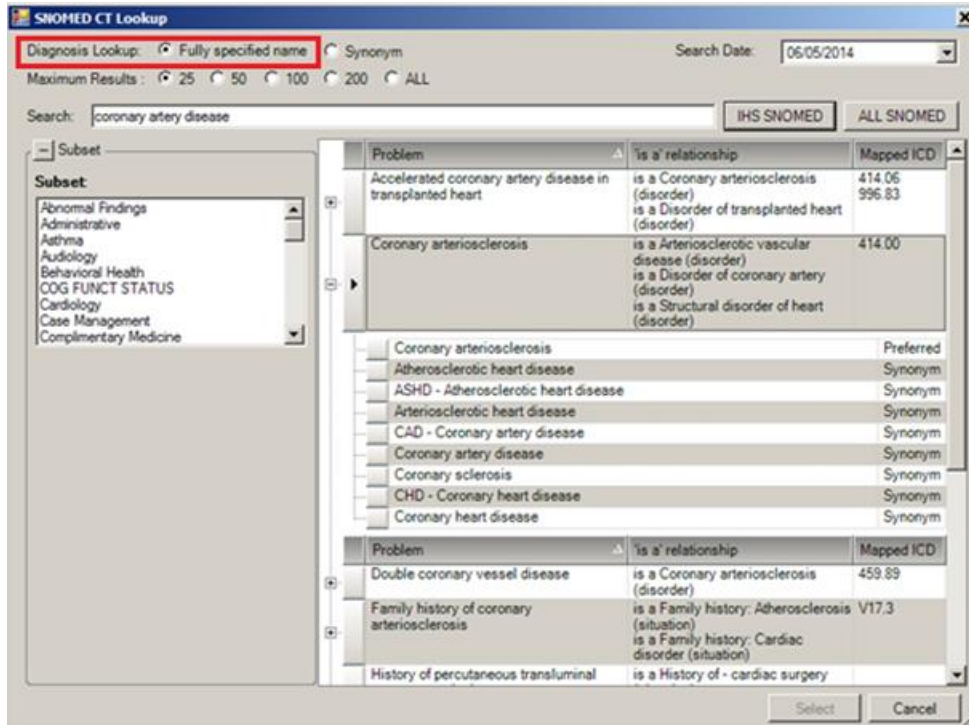 SNOMED CT Lookup
Diagnosis Lookup: Fully specified name Synonym Search Date: 06/05/2014
Maximum Results : 25 50 100 200 ALL
Search: coronary artery disease IHS SNOMED ALL SNOMED
Subset
Subset:
Abnormal Findings
Administrative
Asthma
Audiology
Behavioral Health
COG FUNCT STATUS
Cardiology
Case Management
Complimentary Medicine
Problem 'is a' relationship Mapped ICD
Accelerated coronary artery disease in is a Coronary arteriosclerosis 414.06
transplanted heart (disorder) 996.83
is a Disorder of transplanted heart
(disorder)
Coronary arteriosclerosis is a Arteriosclerotic vascular 414.00
disease (disorder)
is a Disorder of coronary artery
(disorder)
is a Structural disorder of heart
(disorder)
Coronary arteriosclerosis Preferred
Atherosclerotic heart disease Synonym
ASHD - Atherosclerotic heart disease Synonym
Arteriosclerotic heart disease Synonym
CAD - Coronary artery disease Synonym
Coronary artery disease Synonym
Coronary sclerosis Synonym
CHD - Coronary heart disease Synonym
Coronary heart disease Synonym
Problem 'is a' relationship Mapped ICD
Double coronary vessel disease is a Coronary arteriosclerosis 459.89
(disorder)
Family history of coronary is a Family history: Atherosclerosis V17.3
arteriosclerosis (situation)
is a Family history: Cardiac
disorder (situation)
History of percutaneous transluminal is a History of - cardiac surgery
Select Cancel